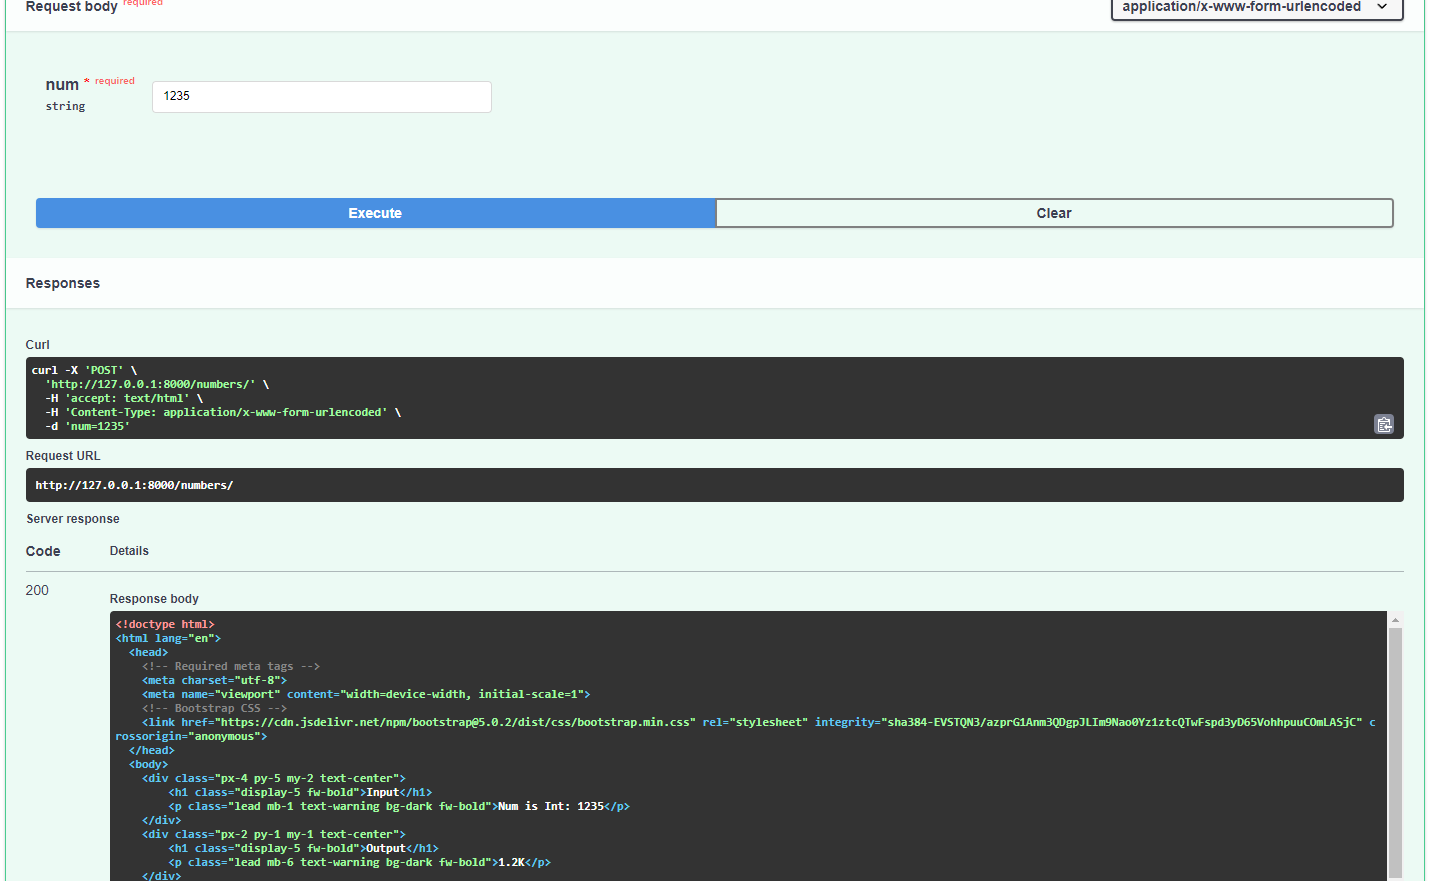 Request body required
application/x-www-form-urlencoded
num * required
string
1235
Execute
Clear
Responses
Curl
curl -X 'POST' \
  'http://127.0.0.1:8000/numbers/' \
  -H 'accept: text/html' \
  -H 'Content-Type: application/x-www-form-urlencoded' \
  -d 'num=1235'
Request URL
http://127.0.0.1:8000/numbers/
Server response
Code Details
200
Response body
<!doctype html>
<html lang="en">
  <head>
    <!-- Required meta tags -->
    <meta charset="utf-8">
    <meta name="viewport" content="width=device-width, initial-scale=1">
    <!-- Bootstrap CSS -->
    <link href="https://cdn.jsdelivr.net/npm/bootstrap@5.0.2/dist/css/bootstrap.min.css" rel="stylesheet" integrity="sha384-EVSTQN3/azprG1Anm3QDgpJLIm9Nao0Yz1ztcQTwFspd3yD65VohhpuuCOmLASjC" c
rossorigin="anonymous">
  </head>
  <body>
    <div class="px-4 py-5 my-2 text-center">
        <h1 class="display-5 fw-bold">Input</h1>
        <p class="lead mb-1 text-warning bg-dark fw-bold">Num is Int: 1235</p>
    </div>
    <div class="px-2 py-1 my-1 text-center">
        <h1 class="display-5 fw-bold">Output</h1>
        <p class="lead mb-6 text-warning bg-dark fw-bold">1.2K</p>
    </div>